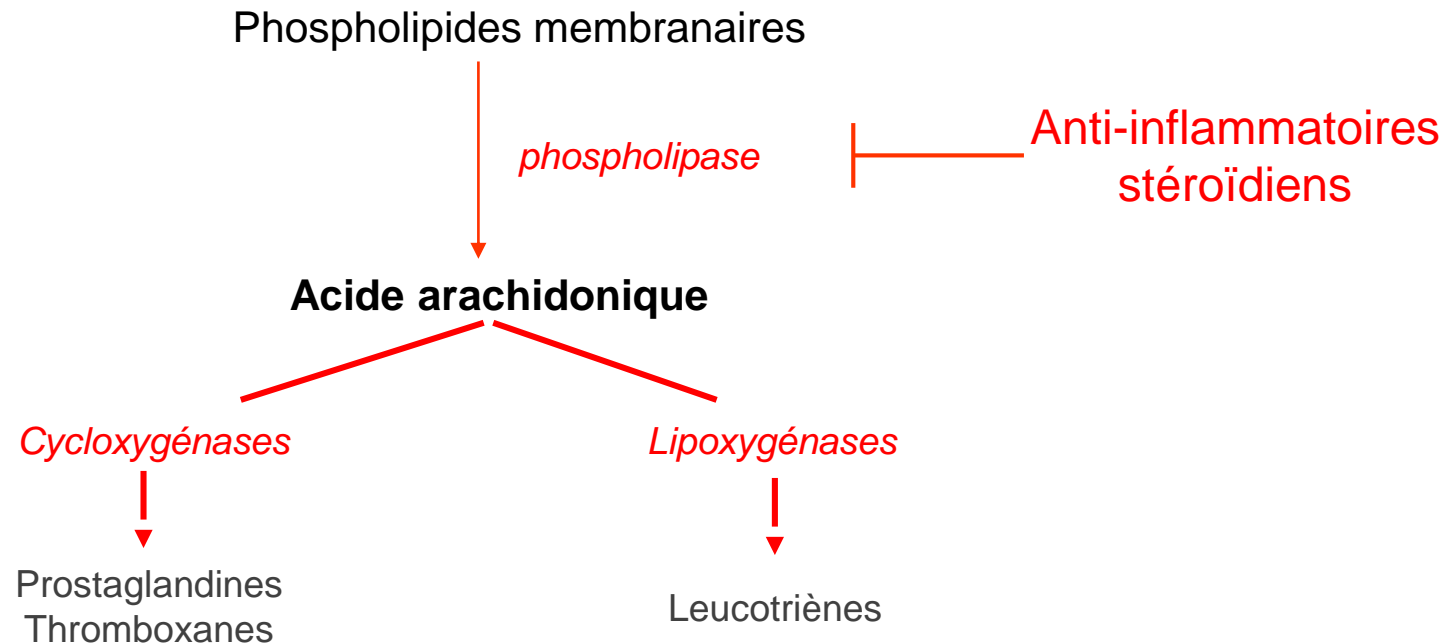 Phospholipides membranaires
phospholipase
Anti-inflammatoires
stéroïdiens
Acide arachidonique
Cycloxygénases
Lipoxygénases
Prostaglandines
Thromboxanes
Leucotriènes